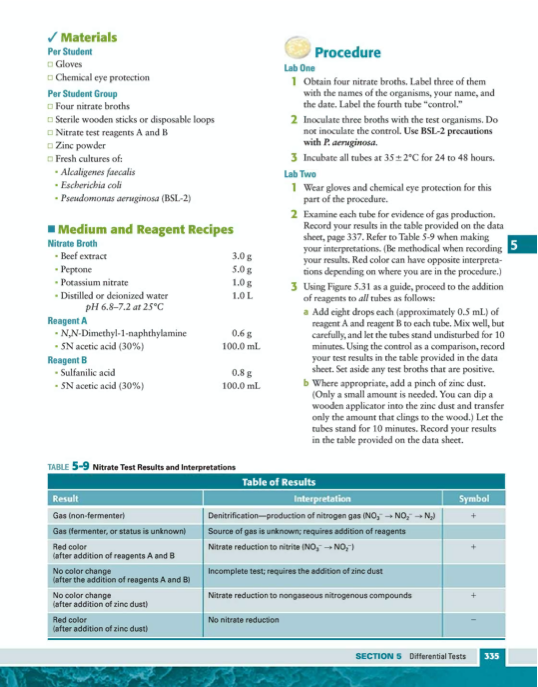 ✓ Materials
Per Student
□ Gloves
□ Chemical eye protection
Per Student Group
□ Four nitrate broths
□ Sterile wooden sticks or disposable loops
□ Nitrate test reagents A and B
□ Zinc powder
□ Fresh cultures of:
• Alcaligenes faecalis
• Escherichia coli
• Pseudomonas aeruginosa (BSL-2)
■ Medium and Reagent Recipes
Nitrate Broth
• Beef extract 3.0 g
• Peptone 5.0 g
• Potassium nitrate 1.0 g
• Distilled or deionized water 1.0 L
pH 6.8–7.2 at 25°C
Reagent A
• N,N-Dimethyl-1-naphthylamine 0.6 g
• 5N acetic acid (30%) 100.0 mL
Reagent B
• Sulfanilic acid 0.8 g
• 5N acetic acid (30%) 100.0 mL
Procedure
Lab One
1 Obtain four nitrate broths. Label three of them
with the names of the organisms, your name, and
the date. Label the fourth tube “control.”
2 Inoculate three broths with the test organisms. Do
not inoculate the control. Use BSL-2 precautions
with P. aeruginosa.
3 Incubate all tubes at 35 ± 2°C for 24 to 48 hours.
Lab Two
1 Wear gloves and chemical eye protection for this
part of the procedure.
2 Examine each tube for evidence of gas production.
Record your results in the table provided on the data
sheet, page 337. Refer to Table 5-9 when making
your interpretations. (Be methodical when recording
your results. Red color can have opposite interpreta-
tions depending on where you are in the procedure.)
3 Using Figure 5.31 as a guide, proceed to the addition
of reagents to all tubes as follows:
a Add eight drops each (approximately 0.5 mL) of
reagent A and reagent B to each tube. Mix well, but
carefully, and let the tubes stand undisturbed for 10
minutes. Using the control as a comparison, record
your test results in the table provided in the data
sheet. Set aside any test broths that are positive.
b Where appropriate, add a pinch of zinc dust.
(Only a small amount is needed. You can dip a
wooden applicator into the zinc dust and transfer
only the amount that clings to the wood.) Let the
tubes stand for 10 minutes. Record your results
in the table provided on the data sheet.
5
TABLE 5-9 Nitrate Test Results and Interpretations
Table of Results
Result Interpretation Symbol
Gas (non-fermenter) Denitrification—production of nitrogen gas (NO₃⁻ → NO₂⁻ → N₂) +
Gas (fermenter, or status is unknown) Source of gas is unknown; requires addition of reagents
Red color Nitrate reduction to nitrite (NO₃⁻ → NO₂⁻) +
(after addition of reagents A and B
No color change Incomplete test; requires the addition of zinc dust
(after the addition of reagents A and B)
No color change Nitrate reduction to nongaseous nitrogenous compounds +
(after addition of zinc dust)
Red color No nitrate reduction −
(after addition of zinc dust)
SECTION 5 Differential Tests 335